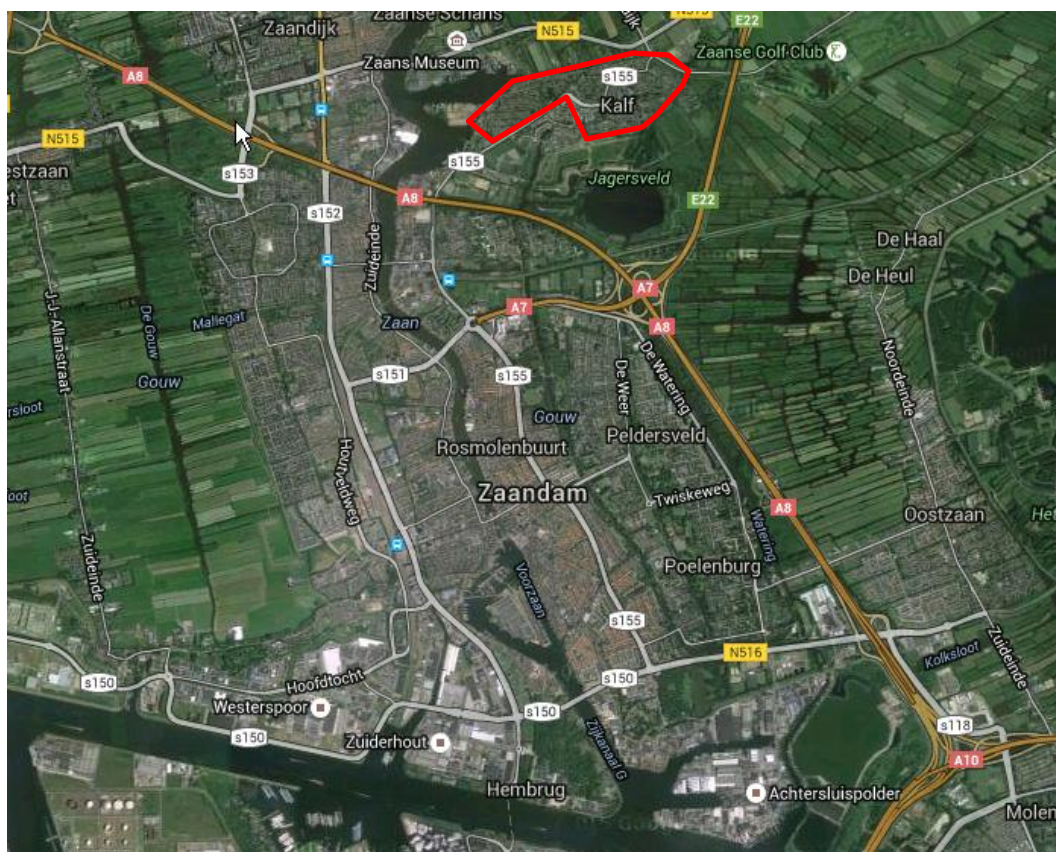 Zaanse Schans
Zaandijk
N515
E22
Zaanse Golf Club
Zaans Museum
A8
s155
Kalf
N515
s155
s153
A8
Jagersveld
E22
s152
Zuideinde
De Haal
De Heul
A7
A7
A8
J.J.-Allanstraat
De Gouw
Mallegat
Zaan
De Watering
De Weer
Noordeinde
s151
s155
Gouw
Gouw
Rosmolenbuurt
Peldersveld
Houtveldweg
Zaandam
Twiskeweg
A8
Watering
Oostzaan
Zuideinde
Voorzaan
Poelenburg
s155
N516
Kolksloot
Zuideinde
s150
Hoofdtocht
s150
Westerspoor
s150
s150
Zijkanaal G
s118
Zuiderhout
A10
Hembrug
Achtersluispolder